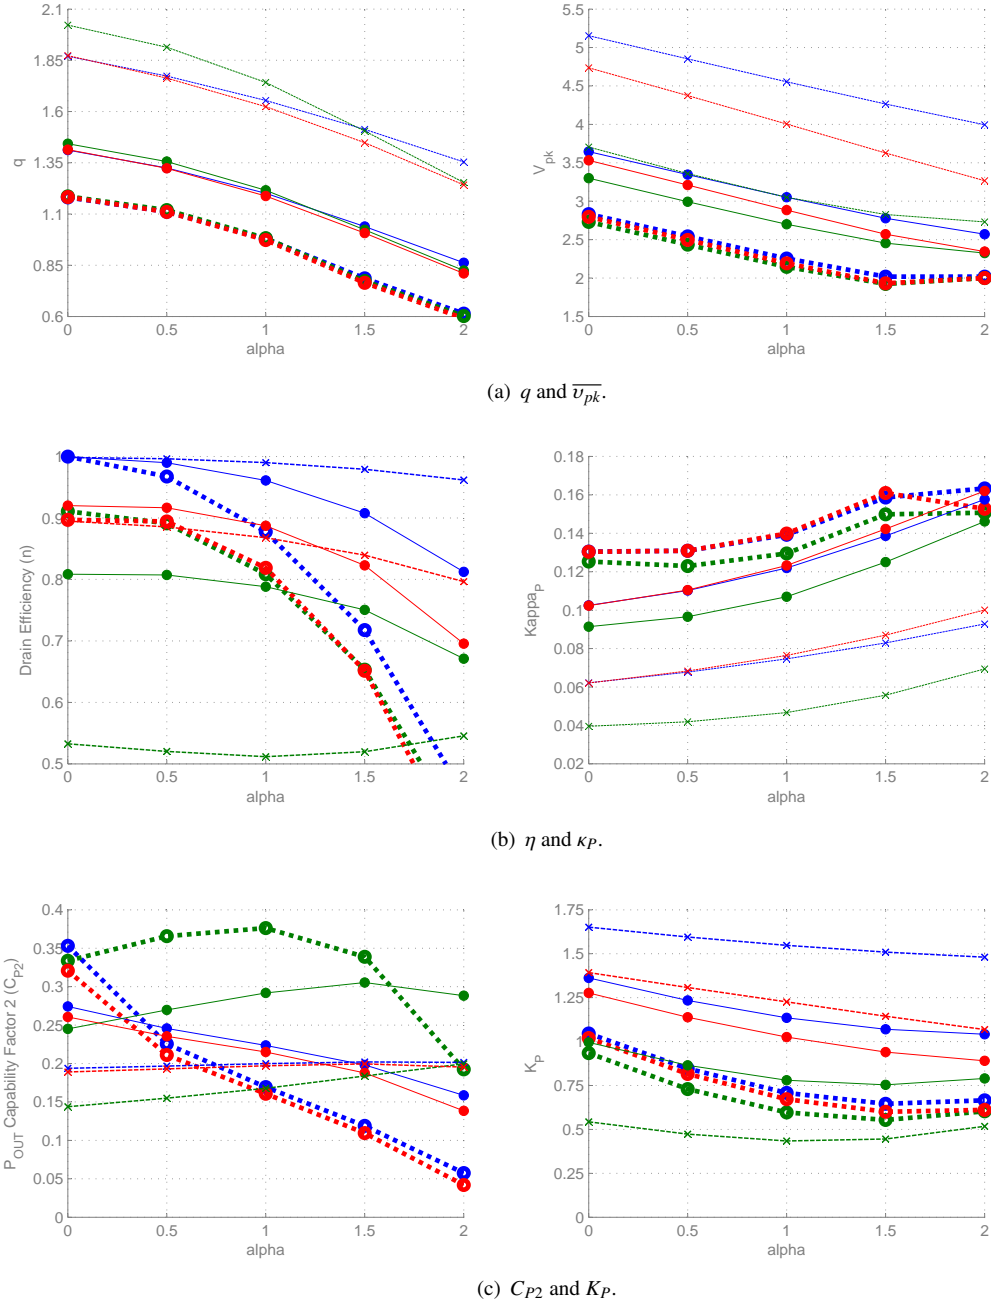 2.1
1.85
1.6
1.35
1.1
0.85
0.6
q
0 0.5 1 1.5 2
alpha
5.5
5
4.5
4
3.5
3
2.5
2
1.5
V_pk
0 0.5 1 1.5 2
alpha
(a) q and υ_pk.
1
0.9
0.8
0.7
0.6
0.5
Drain Efficiency (n)
0 0.5 1 1.5 2
alpha
0.18
0.16
0.14
0.12
0.1
0.08
0.06
0.04
0.02
Kappa_P
0 0.5 1 1.5 2
alpha
(b) η and κ_P.
0.4
0.35
0.3
0.25
0.2
0.15
0.1
0.05
0
P_OUT Capability Factor 2 (C_P2)
0 0.5 1 1.5 2
alpha
1.75
1.5
1.25
1
0.75
0.5
0.25
0
K_P
0 0.5 1 1.5 2
alpha
(c) C_P2 and K_P.